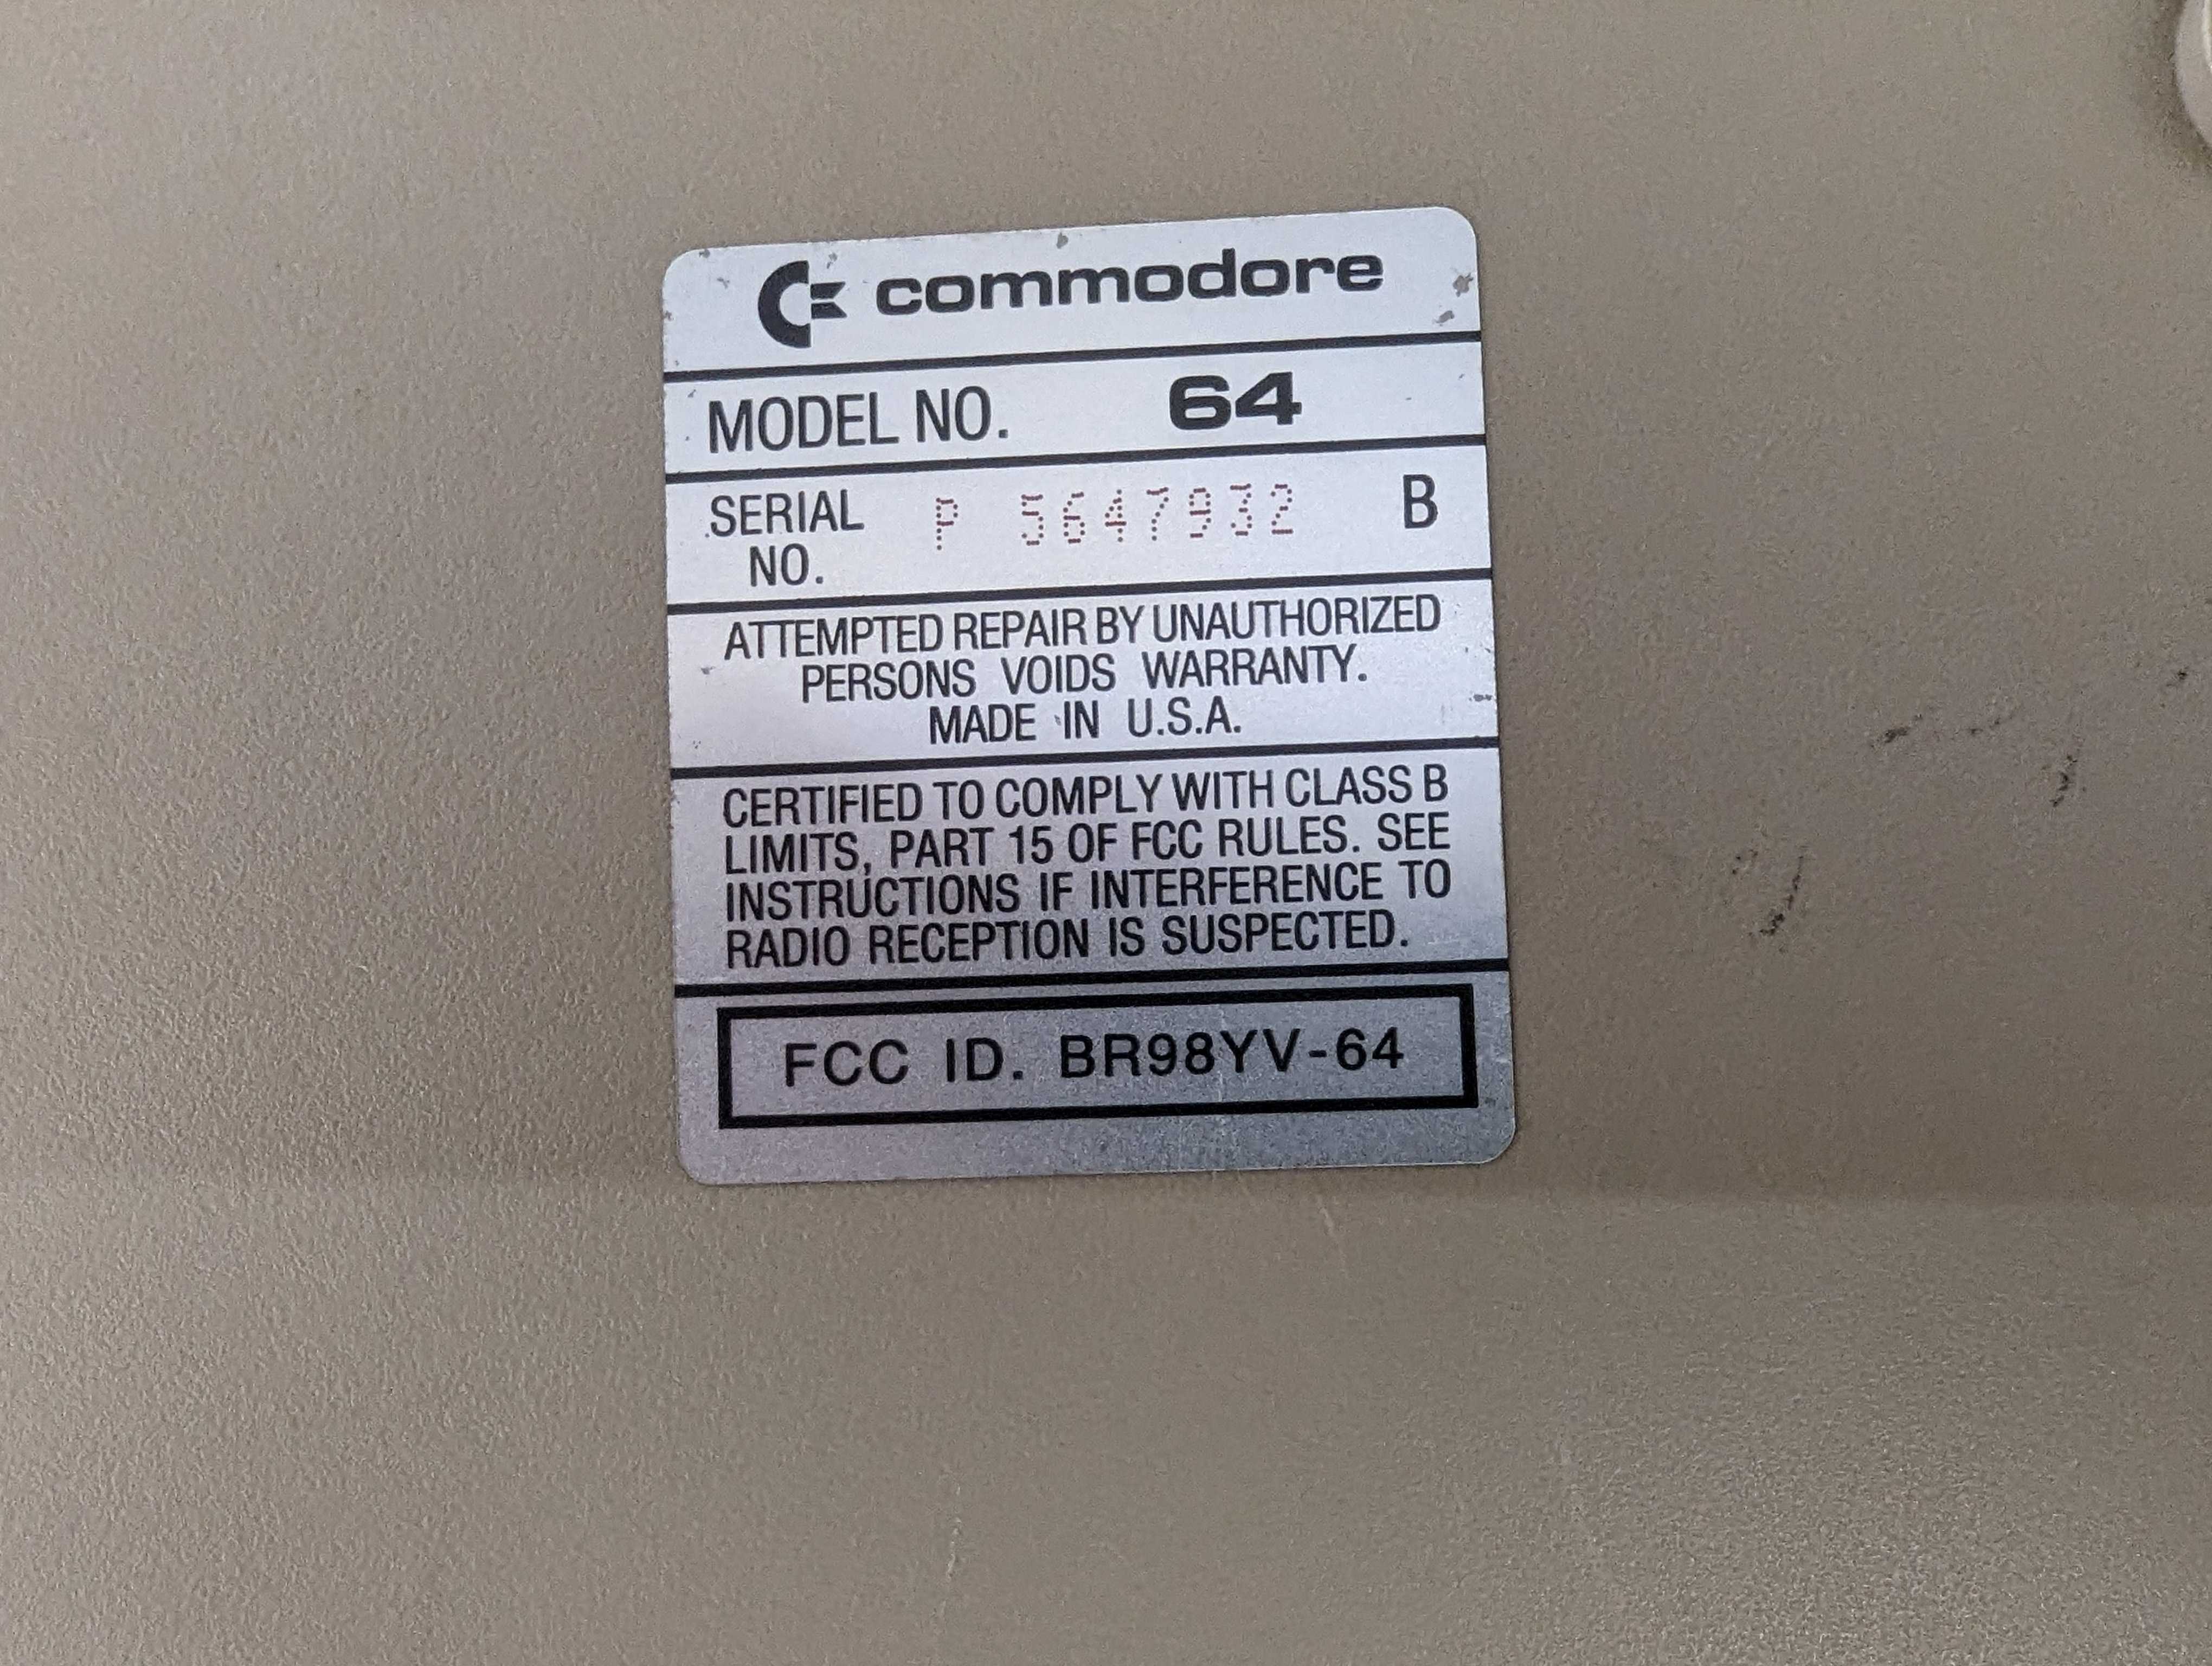 commodore
MODEL NO. 64
SERIAL NO. P 5647932 B
ATTEMPTED REPAIR BY UNAUTHORIZED
PERSONS VOIDS WARRANTY.
MADE IN U.S.A.
CERTIFIED TO COMPLY WITH CLASS B
LIMITS, PART 15 OF FCC RULES. SEE
INSTRUCTIONS IF INTERFERENCE TO
RADIO RECEPTION IS SUSPECTED.
FCC ID. BR98YV-64